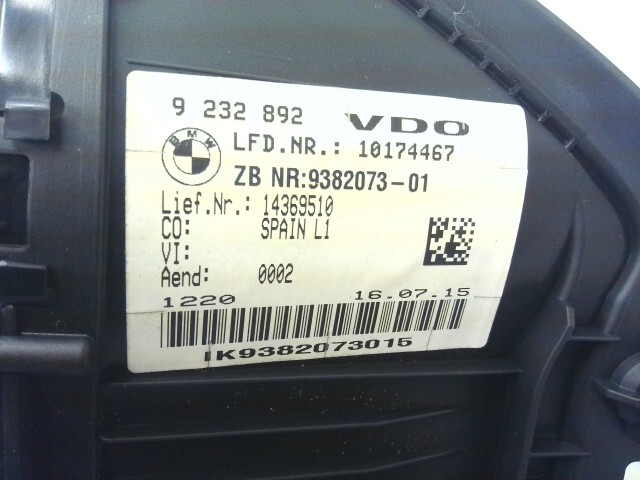 9 232 892 VDO
BMW
LFD.NR.: 10174467
ZB NR:9382073-01
Lief.Nr.: 14369510
CO: SPAIN L1
VI:
Aend: 0002
1220 16.07.15
IK9382073015